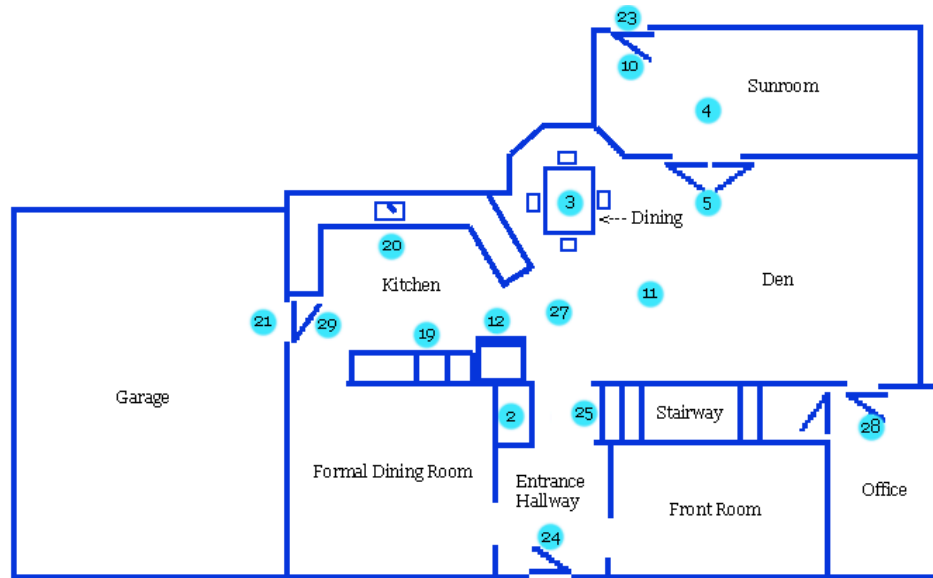 23
10
Sunroom
4
3
5
<--- Dining
20
Kitchen
Den
11
21
29
12
27
19
Garage
2
25
Stairway
28
Formal Dining Room
Entrance
Hallway
Front Room
Office
24